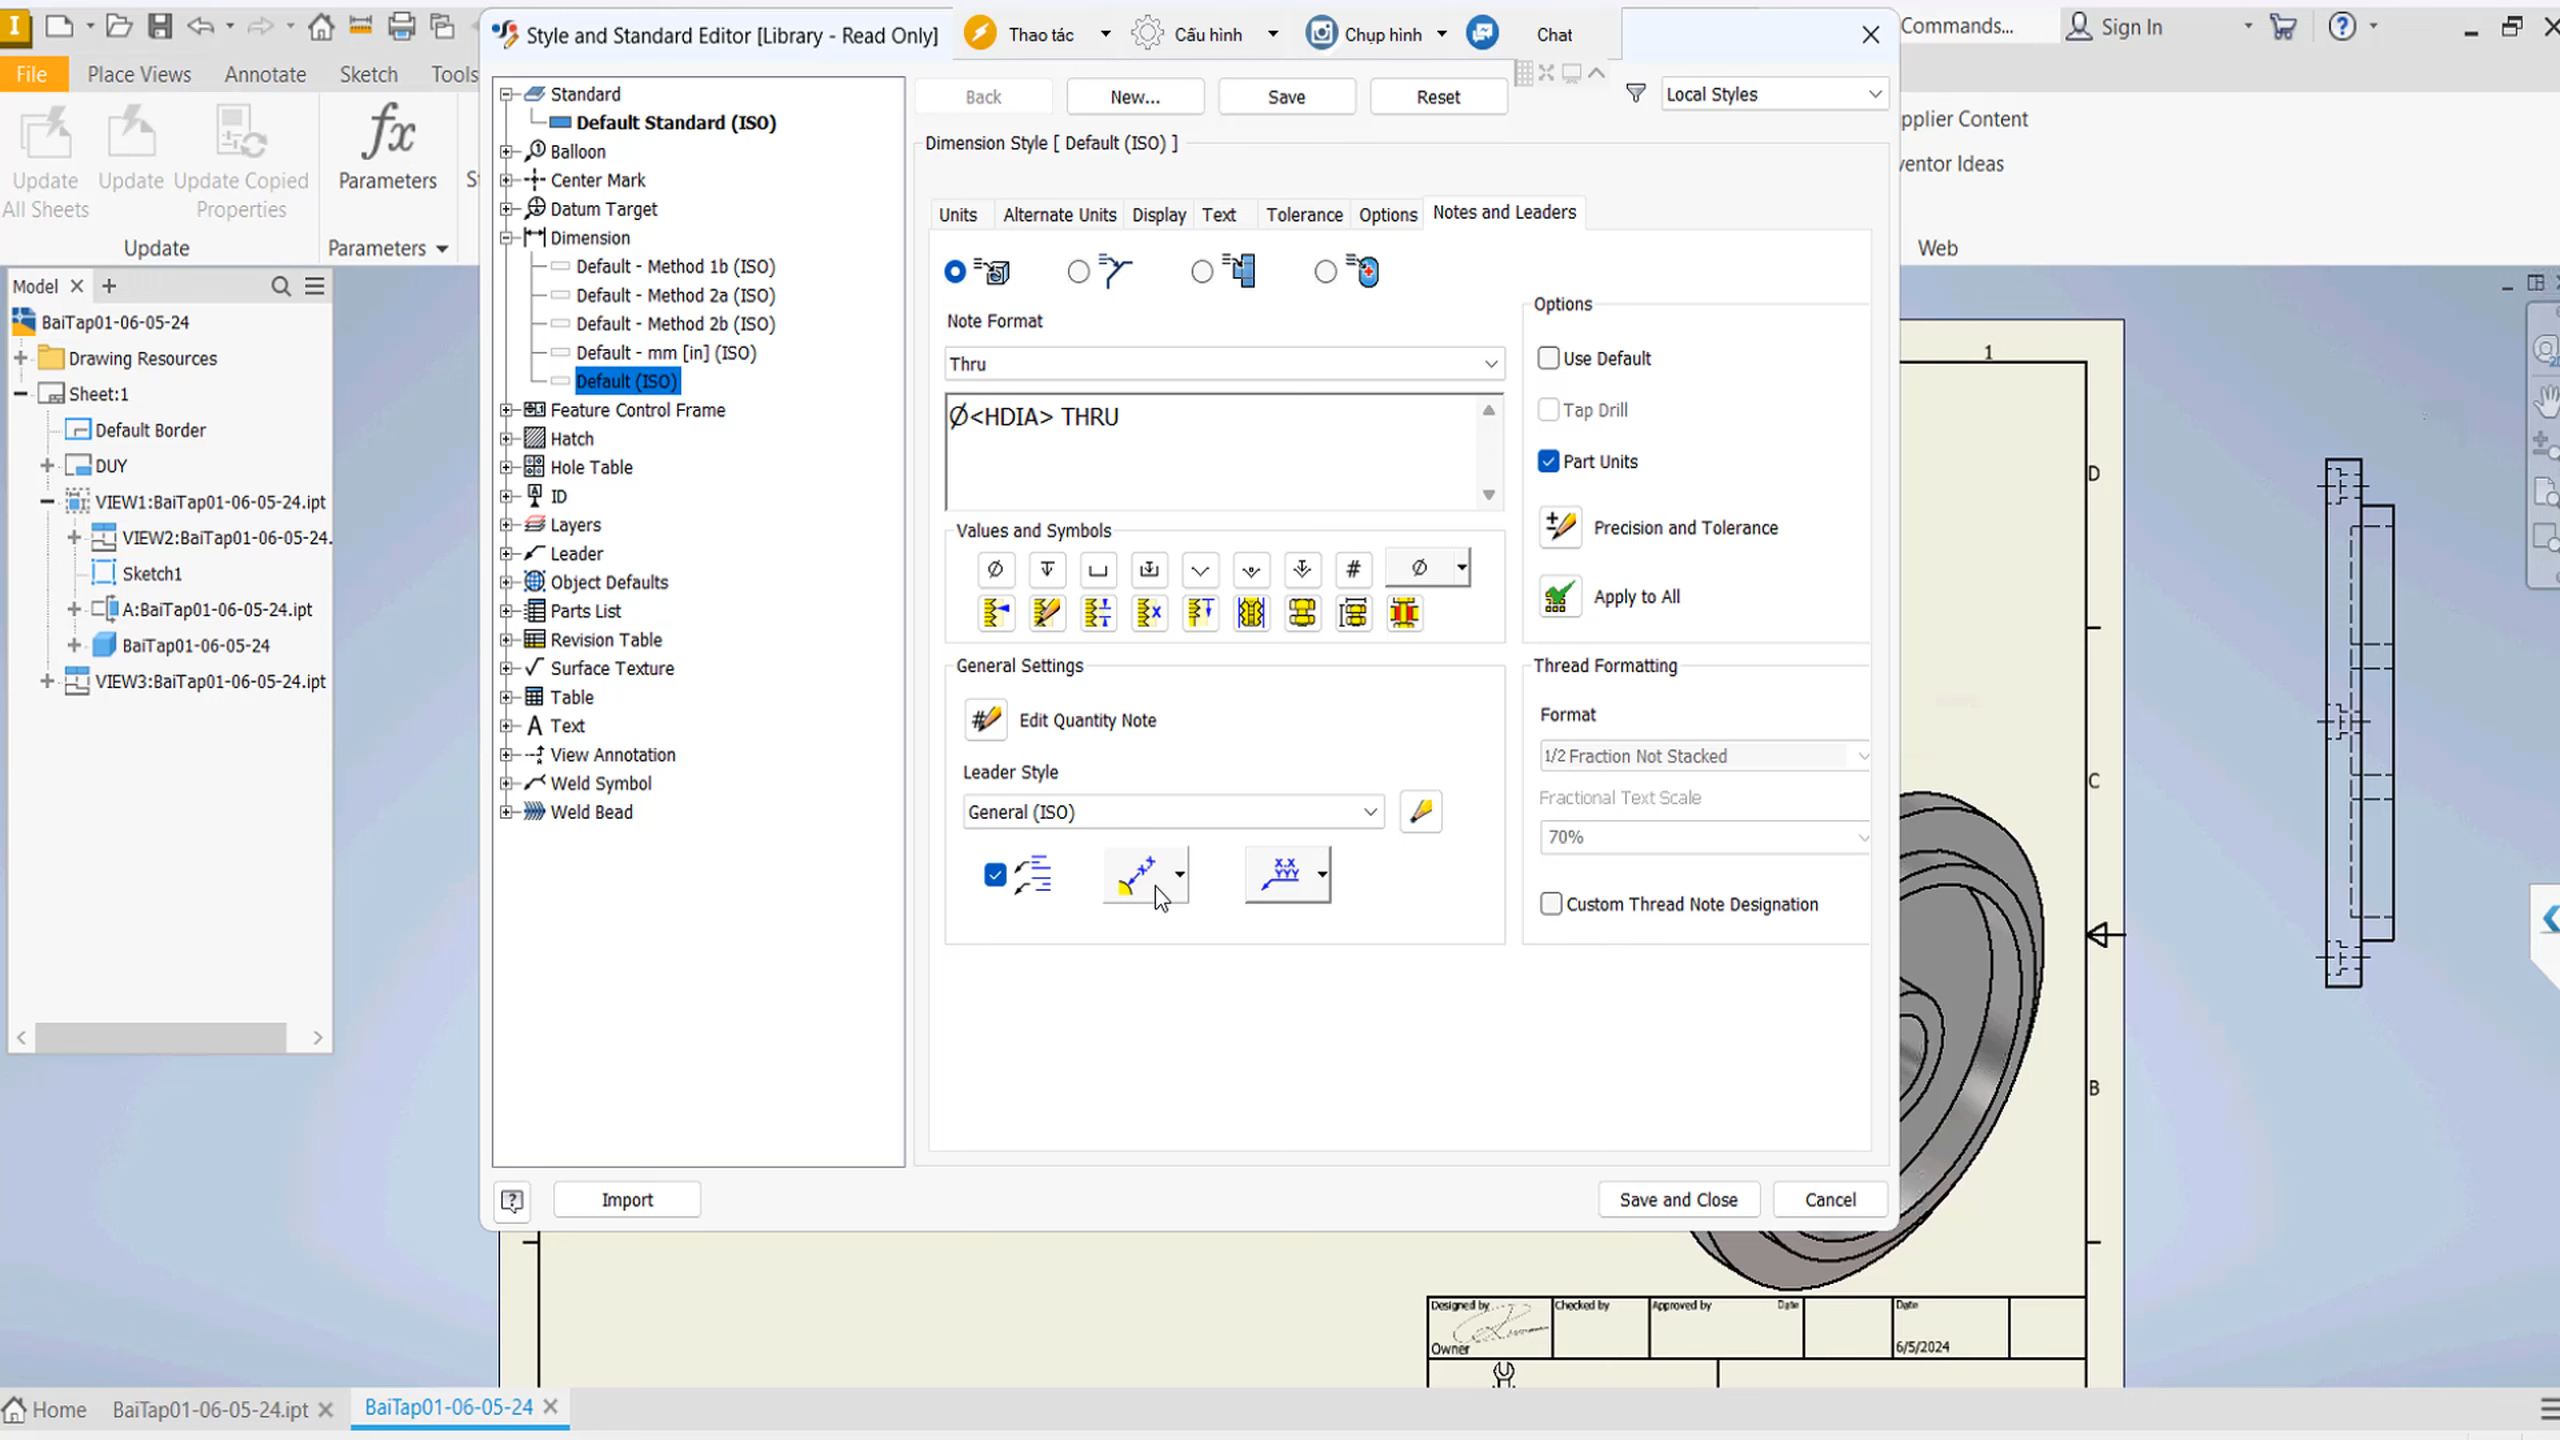 Style and Standard Editor [Library - Read Only]
Thao tác
Cấu hình
Chụp hình
Chat
Commands...
Sign In
File
Place Views
Annotate
Sketch
Tools
Update
All Sheets
Update
Update Copied
Properties
Update
fx
Parameters
Parameters
Model
BaiTap01-06-05-24
Drawing Resources
Sheet:1
Default Border
DUY
VIEW1:BaiTap01-06-05-24.ipt
VIEW2:BaiTap01-06-05-24.
Sketch1
A:BaiTap01-06-05-24.ipt
BaiTap01-06-05-24
VIEW3:BaiTap01-06-05-24.ipt
Standard
Default Standard (ISO)
Balloon
Center Mark
Datum Target
Dimension
Default - Method 1b (ISO)
Default - Method 2a (ISO)
Default - Method 2b (ISO)
Default - mm [in] (ISO)
Default (ISO)
Feature Control Frame
Hatch
Hole Table
ID
Layers
Leader
Object Defaults
Parts List
Revision Table
Surface Texture
Table
Text
View Annotation
Weld Symbol
Weld Bead
Back
New...
Save
Reset
Local Styles
Dimension Style [ Default (ISO) ]
Units
Alternate Units
Display
Text
Tolerance
Options
Notes and Leaders
Note Format
Thru
Ø<HDIA> THRU
Values and Symbols
General Settings
Edit Quantity Note
Leader Style
General (ISO)
Options
Use Default
Tap Drill
Part Units
Precision and Tolerance
Apply to All
Thread Formatting
Format
1/2 Fraction Not Stacked
Fractional Text Scale
70%
Custom Thread Note Designation
Import
Save and Close
Cancel
pplier Content
ventor Ideas
Web
1
D
C
B
Designed by
Checked by
Approved by
Date
Date
Owner
6/5/2024
Home
BaiTap01-06-05-24.ipt
BaiTap01-06-05-24